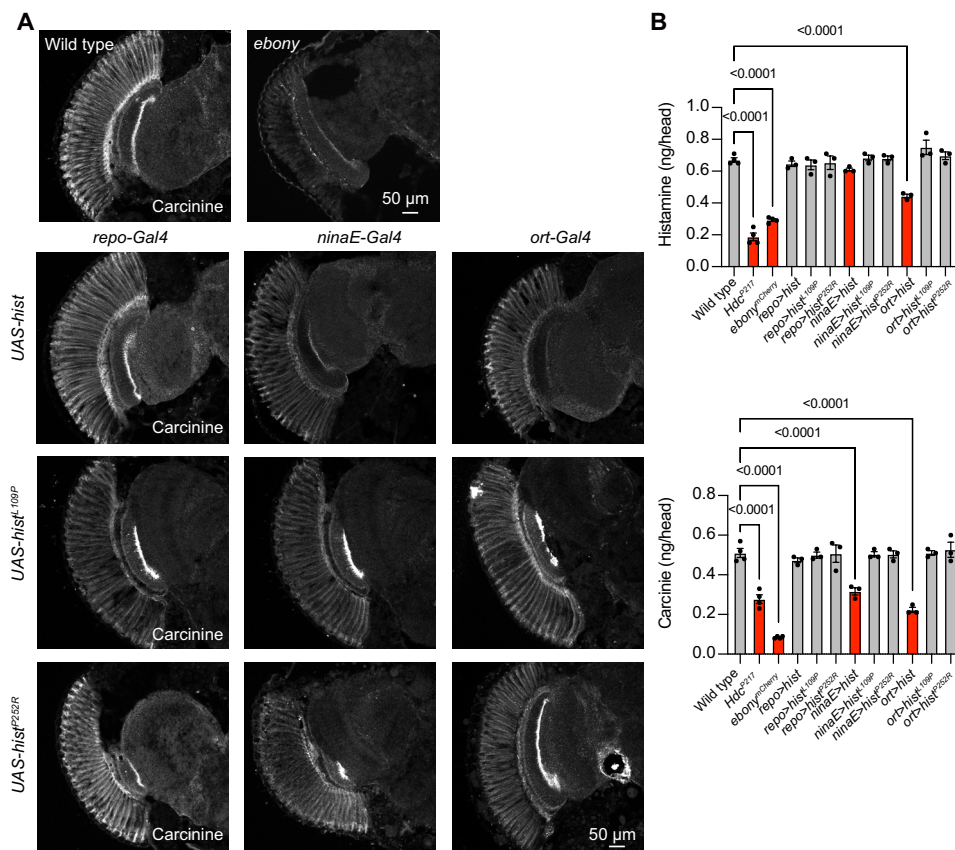 A
Wild type
Carcinine
ebony
50 µm
repo-Gal4
ninaE-Gal4
ort-Gal4
UAS-hist
Carcinine
UAS-hist^L109P
Carcinine
UAS-hist^P252R
Carcinine
50 µm
B
<0.0001
<0.0001
<0.0001
Histamine (ng/head)
1.0
0.8
0.6
0.4
0.2
0.0
Wild type
Hdc^P217
ebony^mCherry
repo>hist
repo>hist^L109P
repo>hist^P252R
ninaE>hist
ninaE>hist^L109P
ninaE>hist^P252R
ort>hist
ort>hist^L109P
ort>hist^P252R
<0.0001
<0.0001
<0.0001
<0.0001
Carcinie (ng/head)
0.8
0.6
0.4
0.2
0.0
Wild type
Hdc^P217
ebony^mCherry
repo>hist
repo>hist^L109P
repo>hist^P252R
ninaE>hist
ninaE>hist^L109P
ninaE>hist^P252R
ort>hist
ort>hist^L109P
ort>hist^P252R